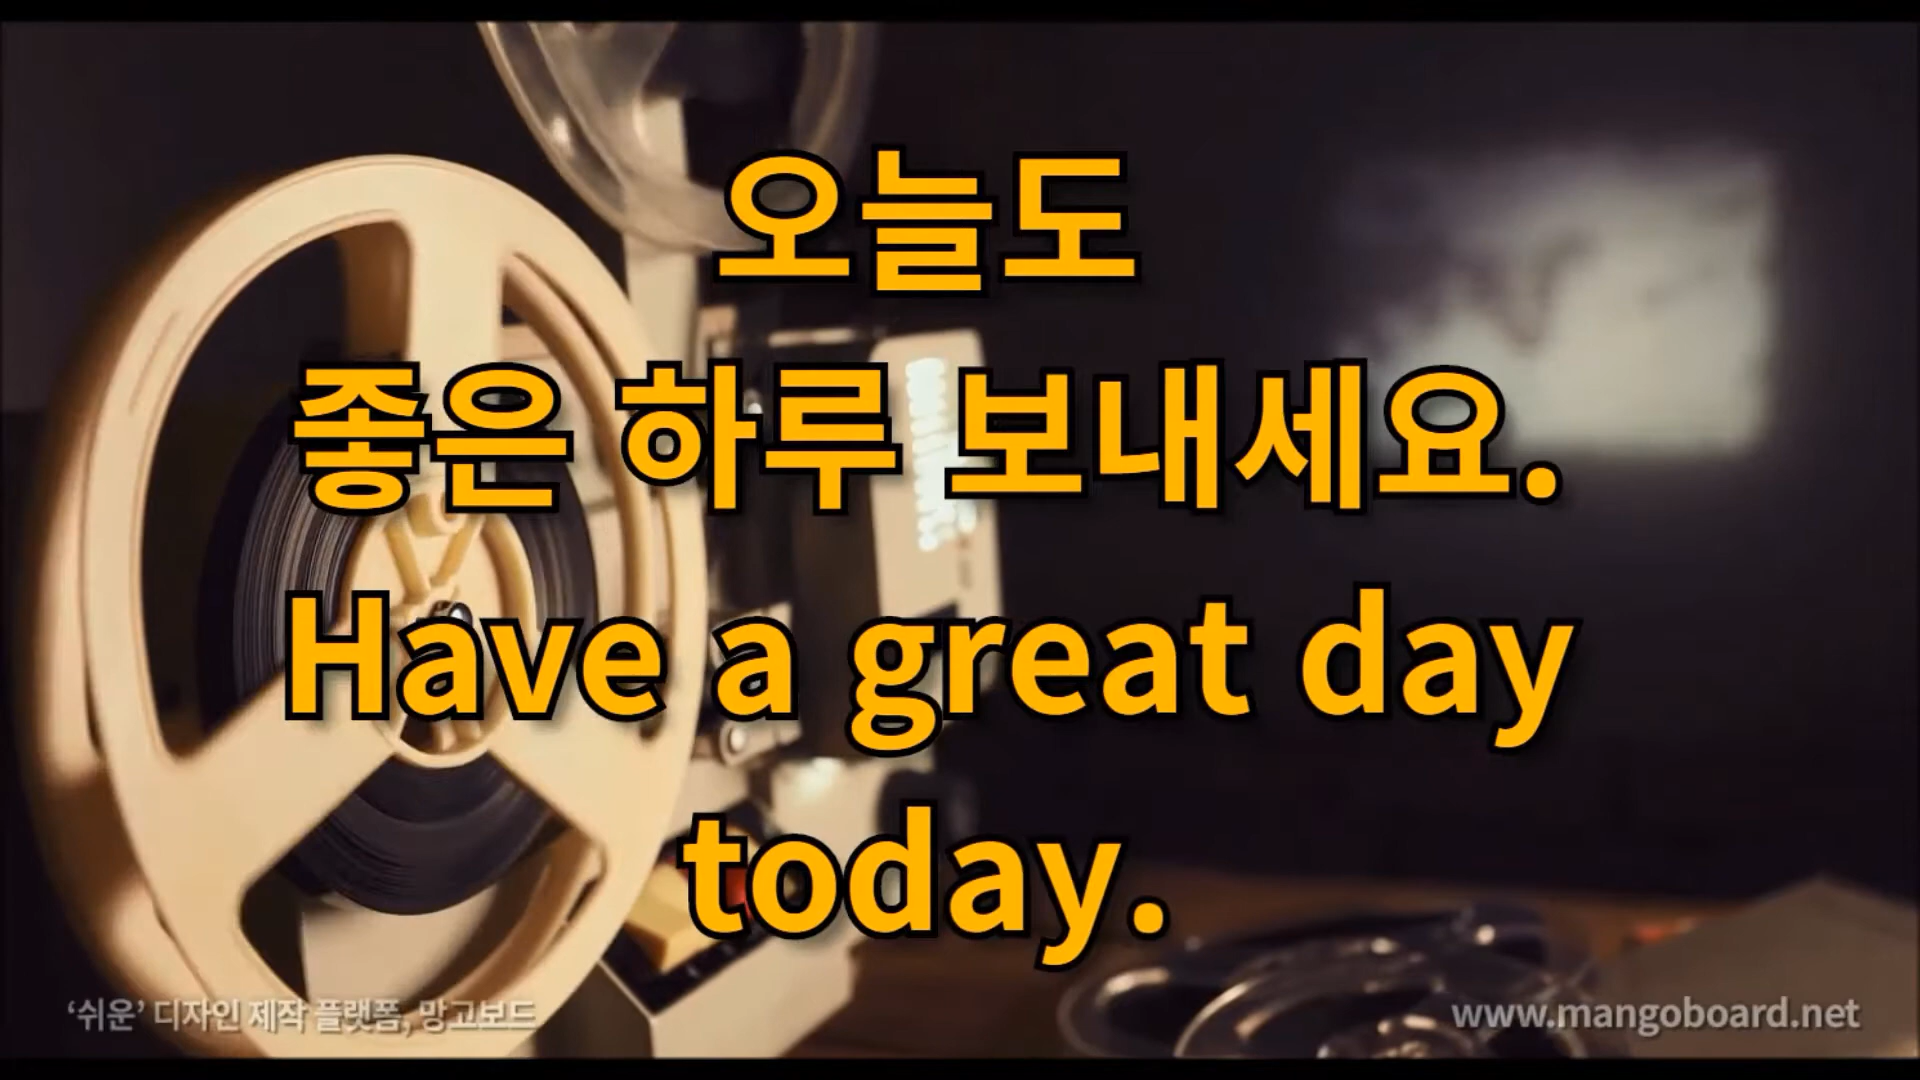 오늘도
좋은 하루 보내세요.
Have a great day
today.
‘쉬운’ 디자인 제작 플랫폼, 망고보드
www.mangoboard.net